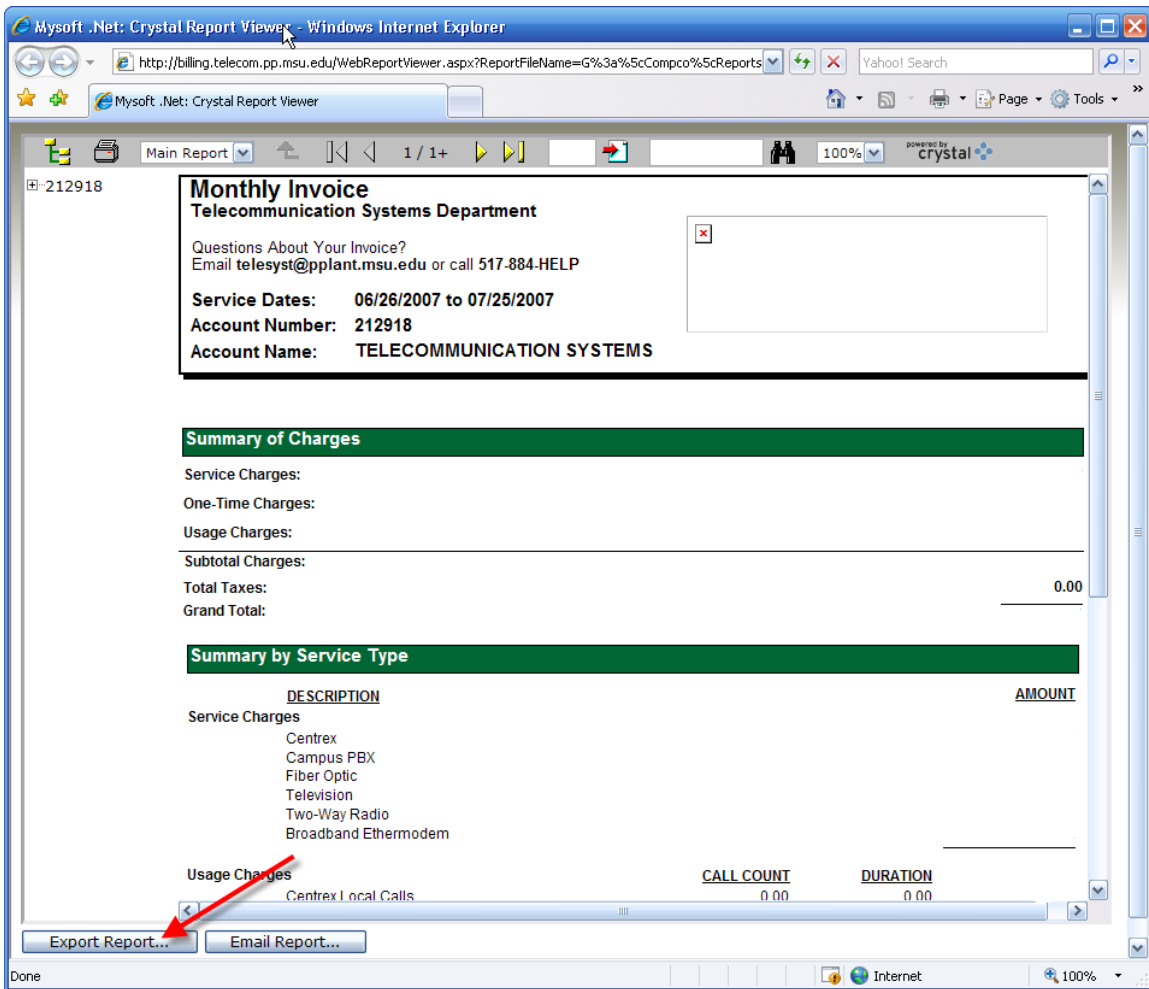 Mysoft .Net: Crystal Report Viewer - Windows Internet Explorer
http://billing.telecom.pp.msu.edu/WebReportViewer.aspx?ReportFileName=G%3a%5cCompco%5cReports
Yahoo! Search
Mysoft .Net: Crystal Report Viewer
Page
Tools
»
Main Report
1 / 1+
100%
powered by
crystal
212918
Monthly Invoice
Telecommunication Systems Department
Questions About Your Invoice?
Email telesyst@pplant.msu.edu or call 517-884-HELP
Service Dates: 06/26/2007 to 07/25/2007
Account Number: 212918
Account Name: TELECOMMUNICATION SYSTEMS
Summary of Charges
Service Charges:
One-Time Charges:
Usage Charges:
Subtotal Charges:
Total Taxes: 0.00
Grand Total:
Summary by Service Type
DESCRIPTION AMOUNT
Service Charges
Centrex
Campus PBX
Fiber Optic
Television
Two-Way Radio
Broadband Ethermodem
Usage Charges CALL COUNT DURATION
Centrex Local Calls 0.00 0.00
Export Report... Email Report...
Done Internet 100%